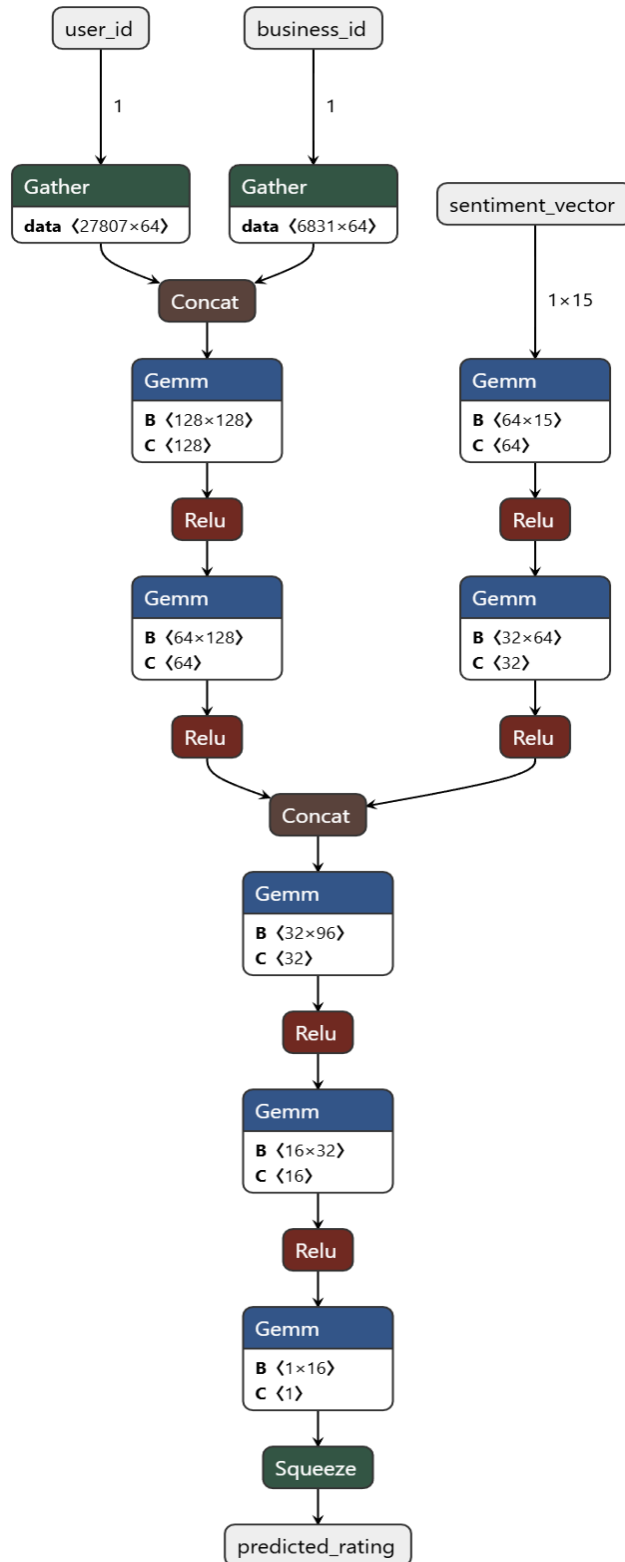 user_id
business_id
1
1
Gather
data 〈27807×64〉
Gather
data 〈6831×64〉
sentiment_vector
1×15
Concat
Gemm
B 〈128×128〉
C 〈128〉
Gemm
B 〈64×15〉
C 〈64〉
Relu
Relu
Gemm
B 〈64×128〉
C 〈64〉
Gemm
B 〈32×64〉
C 〈32〉
Relu
Relu
Concat
Gemm
B 〈32×96〉
C 〈32〉
Relu
Gemm
B 〈16×32〉
C 〈16〉
Relu
Gemm
B 〈1×16〉
C 〈1〉
Squeeze
predicted_rating